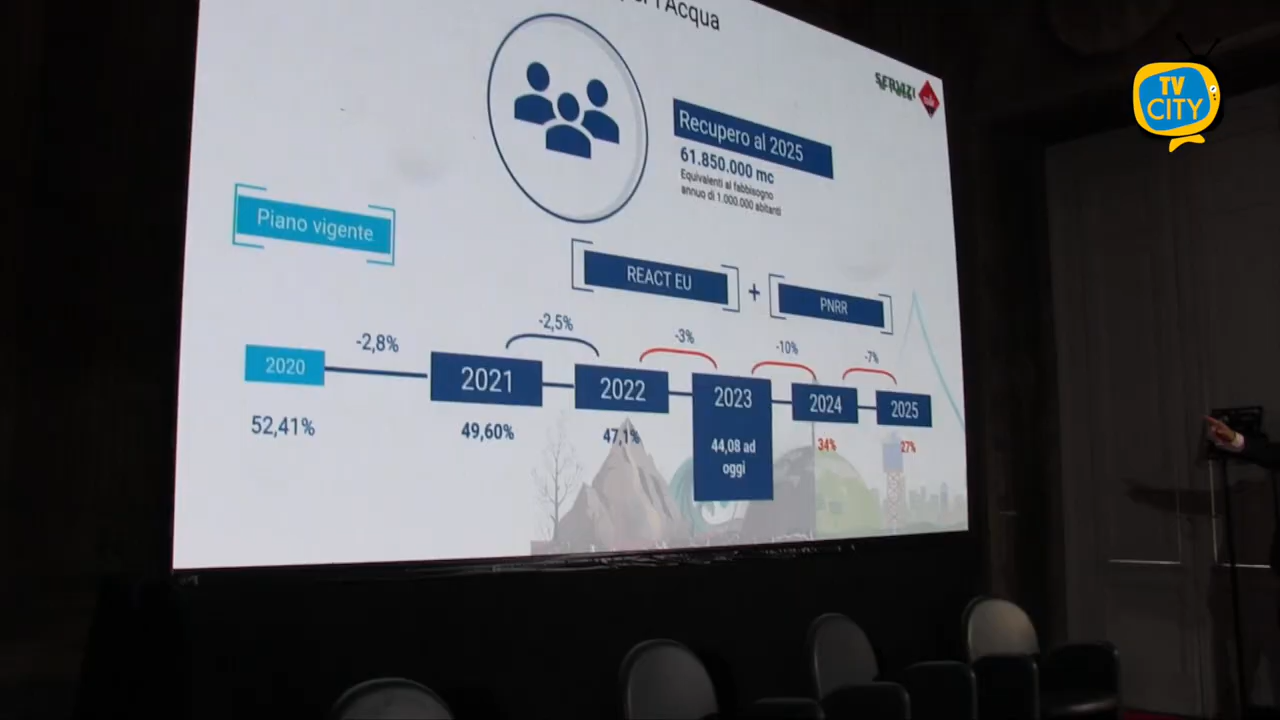 l'Acqua
SERVIZI
TV
CITY
Recupero al 2025
61.850.000 mc
Equivalenti al fabbisogno
annuo di 1.000.000 abitanti
Piano vigente
REACT EU
+
PNRR
-2,8%
-2,5%
-3%
-10%
-7%
2020
2021
2022
2023
2024
2025
52,41%
49,60%
47,1%
44,08 ad
oggi
34%
27%